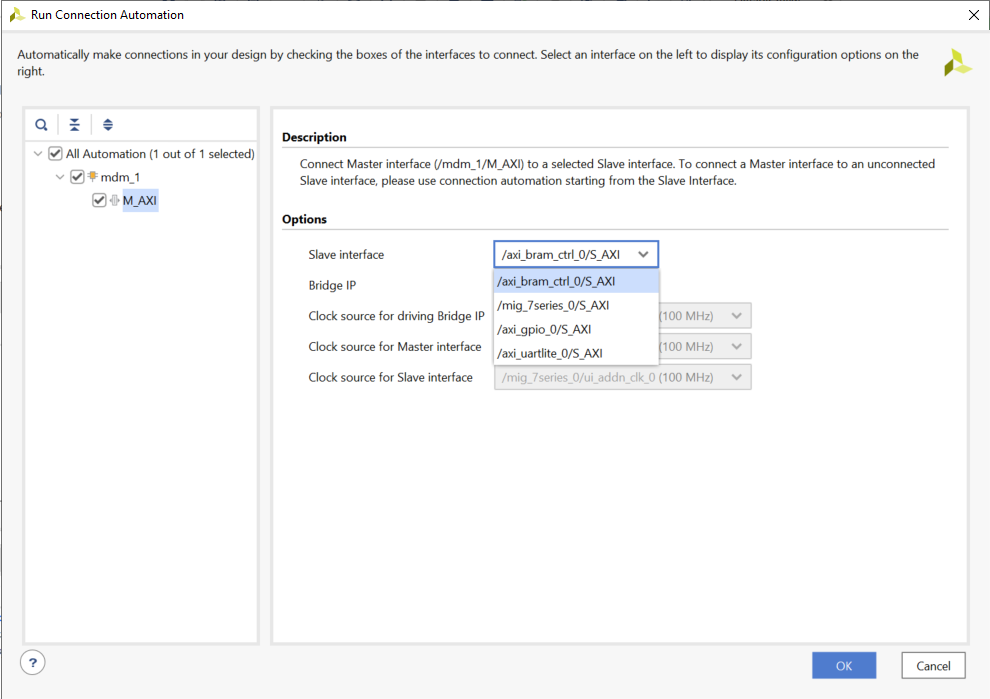 Run Connection Automation
Automatically make connections in your design by checking the boxes of the interfaces to connect. Select an interface on the left to display its configuration options on the
right.
All Automation (1 out of 1 selected)
mdm_1
M_AXI
Description
Connect Master interface (/mdm_1/M_AXI) to a selected Slave interface. To connect a Master interface to an unconnected
Slave interface, please use connection automation starting from the Slave Interface.
Options
Slave interface
/axi_bram_ctrl_0/S_AXI
Bridge IP
/axi_bram_ctrl_0/S_AXI
/mig_7series_0/S_AXI
Clock source for driving Bridge IP
(100 MHz)
/axi_gpio_0/S_AXI
Clock source for Master interface
(100 MHz)
/axi_uartlite_0/S_AXI
Clock source for Slave interface
/mig_7series_0/ui_addn_clk_0 (100 MHz)
?
OK
Cancel